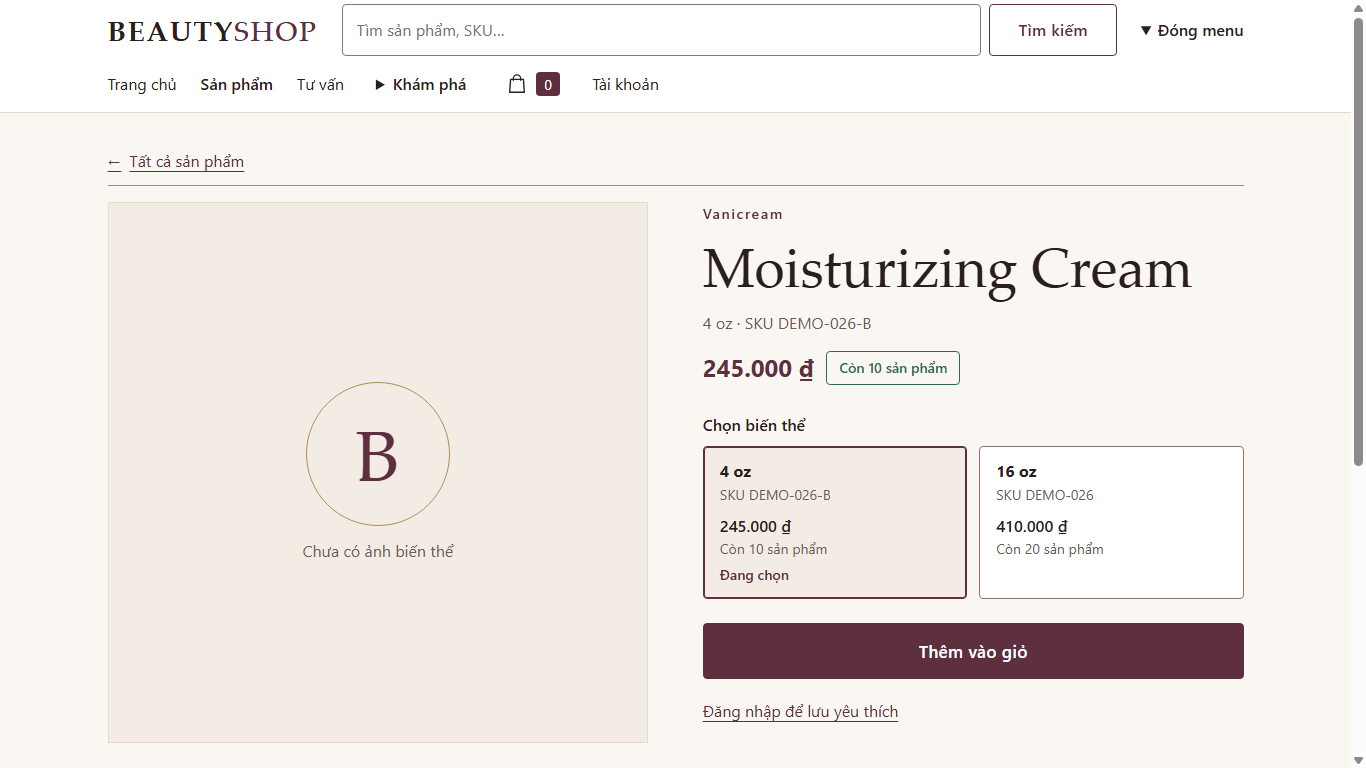 BEAUTYSHOP
Tìm sản phẩm, SKU...
Tìm kiếm
▼ Đóng menu
Trang chủ
Sản phẩm
Tư vấn
▶ Khám phá
0
Tài khoản
← Tất cả sản phẩm
B
Chưa có ảnh biến thể
Vanicream
Moisturizing Cream
4 oz · SKU DEMO-026-B
245.000 ₫
Còn 10 sản phẩm
Chọn biến thể
4 oz
SKU DEMO-026-B
245.000 ₫
Còn 10 sản phẩm
Đang chọn
16 oz
SKU DEMO-026
410.000 ₫
Còn 20 sản phẩm
Thêm vào giỏ
Đăng nhập để lưu yêu thích